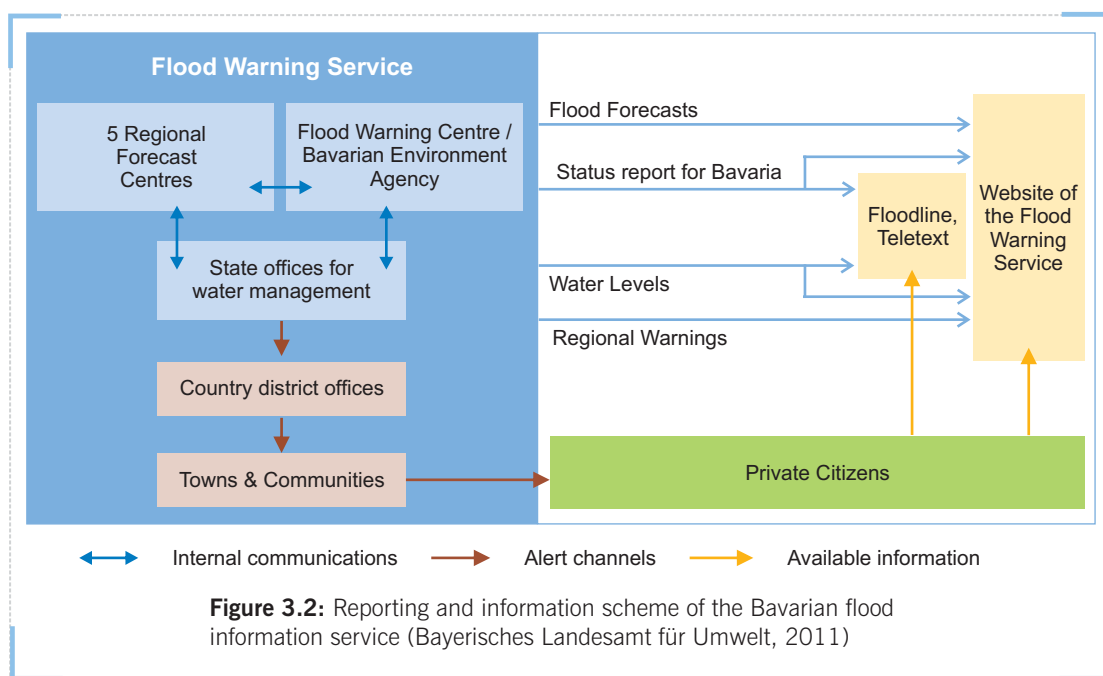 Flood Warning Service
5 Regional
Forecast
Centres
Flood Warning Centre /
Bavarian Environment
Agency
State offices for
water management
Country district offices
Towns & Communities
Flood Forecasts
Status report for Bavaria
Water Levels
Regional Warnings
Floodline,
Teletext
Website of
the Flood
Warning
Service
Private Citizens
Internal communications
Alert channels
Available information
Figure 3.2: Reporting and information scheme of the Bavarian flood
information service (Bayerisches Landesamt für Umwelt, 2011)